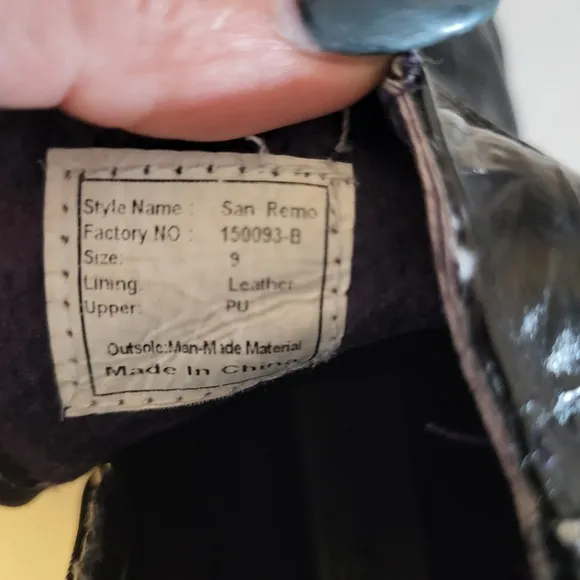 Style Name : San Remo
Factory.NO : 150093-B
Size: 9
Lining: Leather
Upper: PU
Outsole:Man-Made Material
Made In China